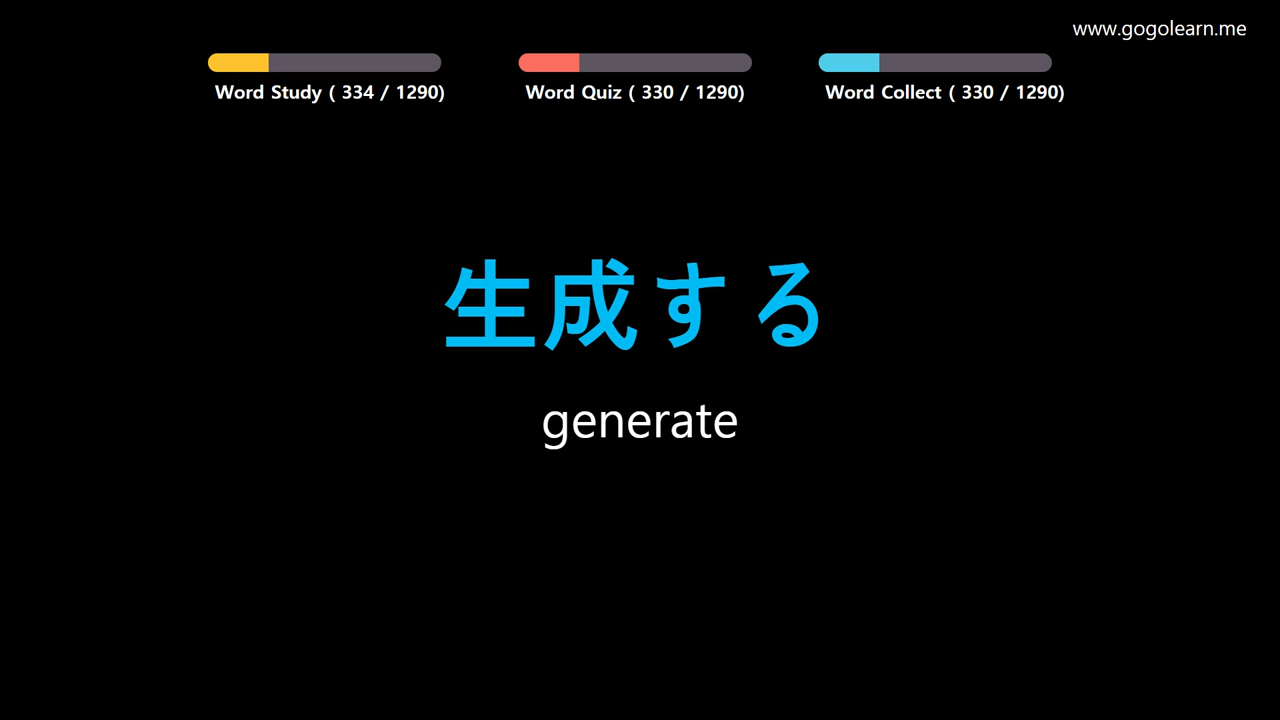 www.gogolearn.me
Word Study ( 334 / 1290)
Word Quiz ( 330 / 1290)
Word Collect ( 330 / 1290)
生成する
generate